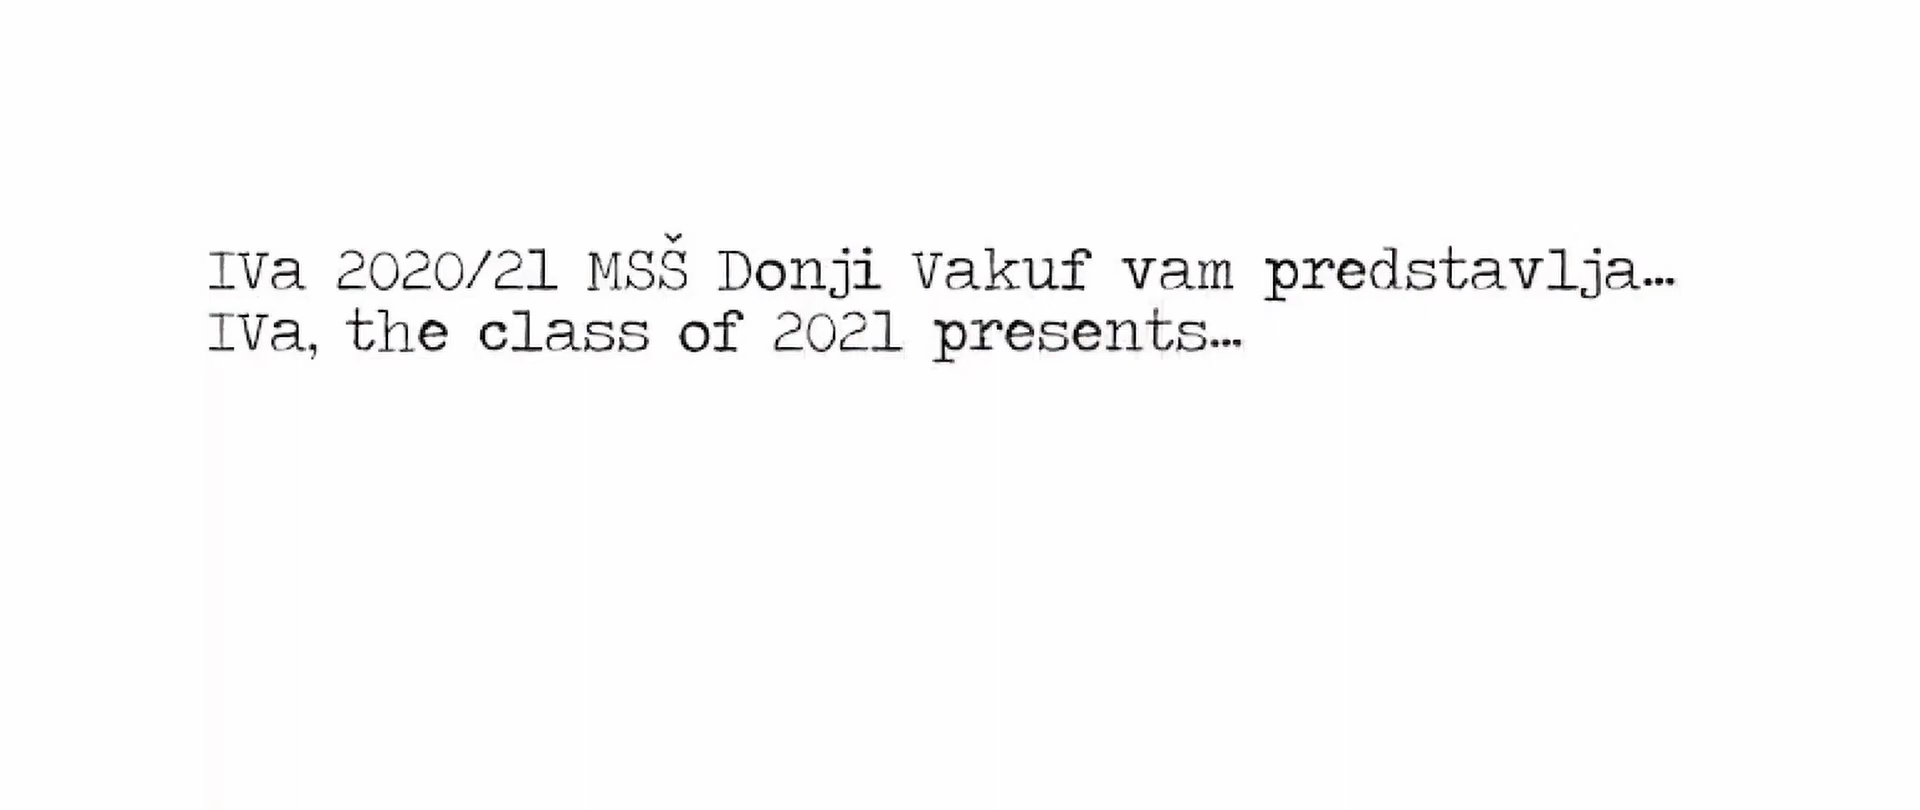 IVa 2020/21 MSŠ Donji Vakuf vam predstavlja…
IVa, the class of 2021 presents…